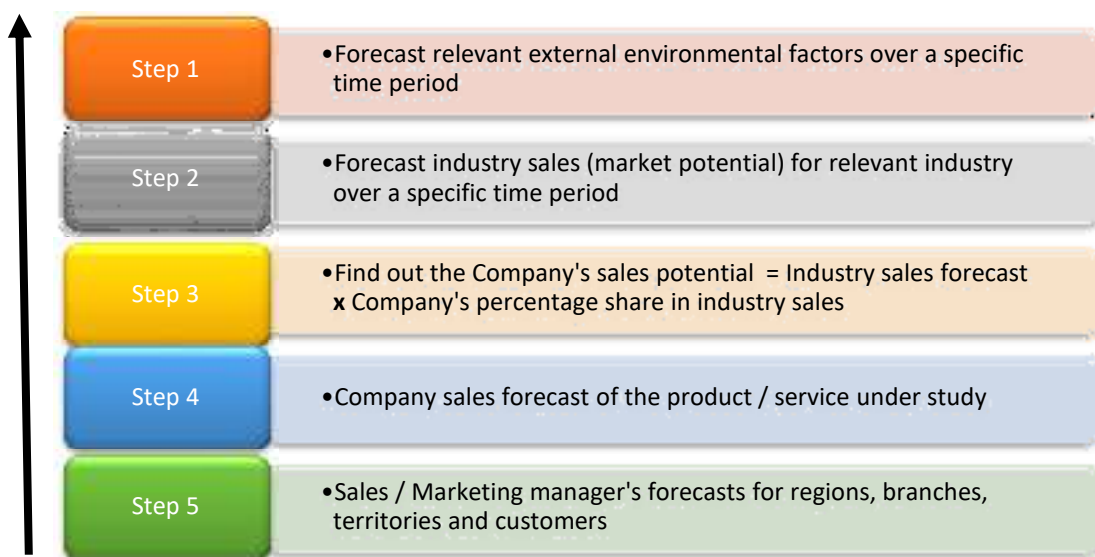 Step 1
•Forecast relevant external environmental factors over a specific
time period
Step 2
•Forecast industry sales (market potential) for relevant industry
over a specific time period
Step 3
•Find out the Company's sales potential = Industry sales forecast
x Company's percentage share in industry sales
Step 4
•Company sales forecast of the product / service under study
Step 5
•Sales / Marketing manager's forecasts for regions, branches,
territories and customers